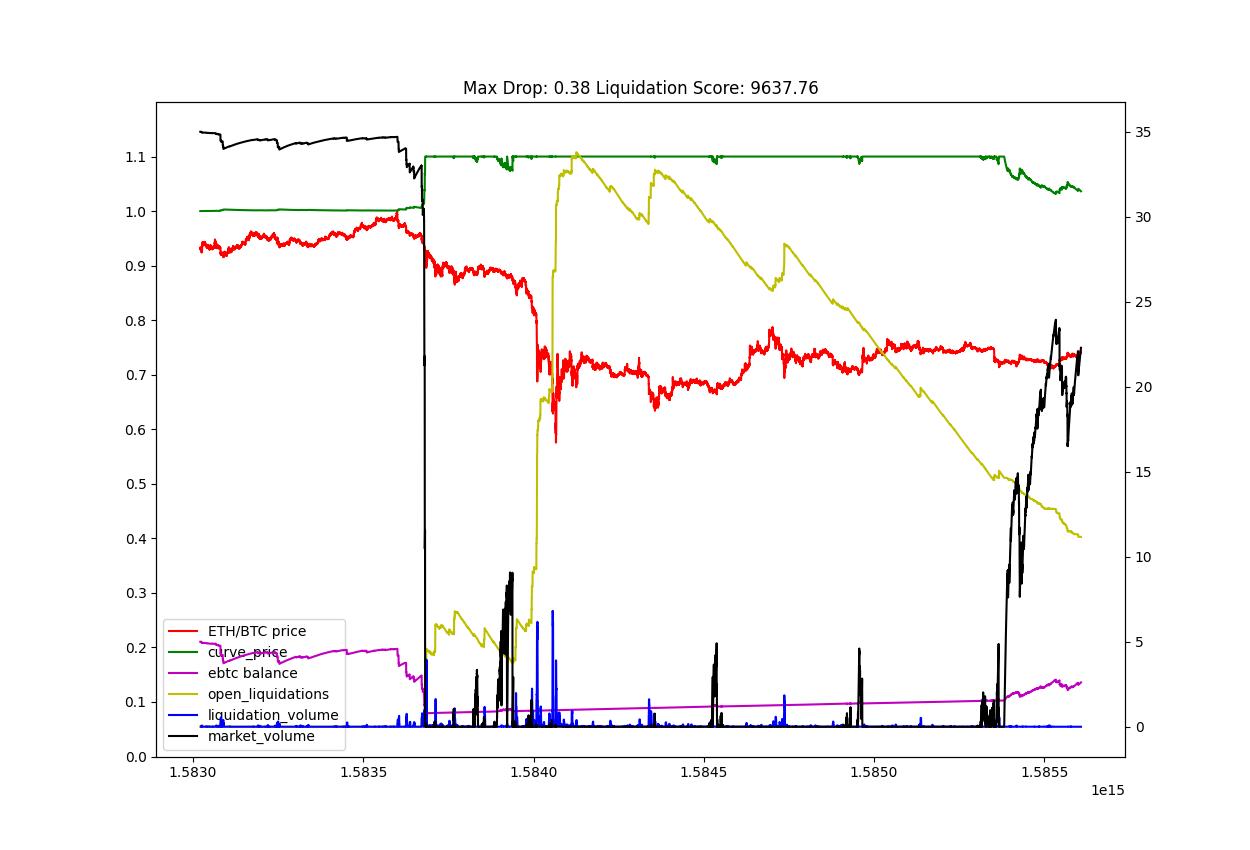 Max Drop: 0.38 Liquidation Score: 9637.76
1.1
1.0
0.9
0.8
0.7
0.6
0.5
0.4
0.3
0.2
0.1
0.0
35
30
25
20
15
10
5
0
ETH/BTC price
curve_price
ebtc balance
open_liquidations
liquidation_volume
market_volume
1.5830 1.5835 1.5840 1.5845 1.5850 1.5855
1e15